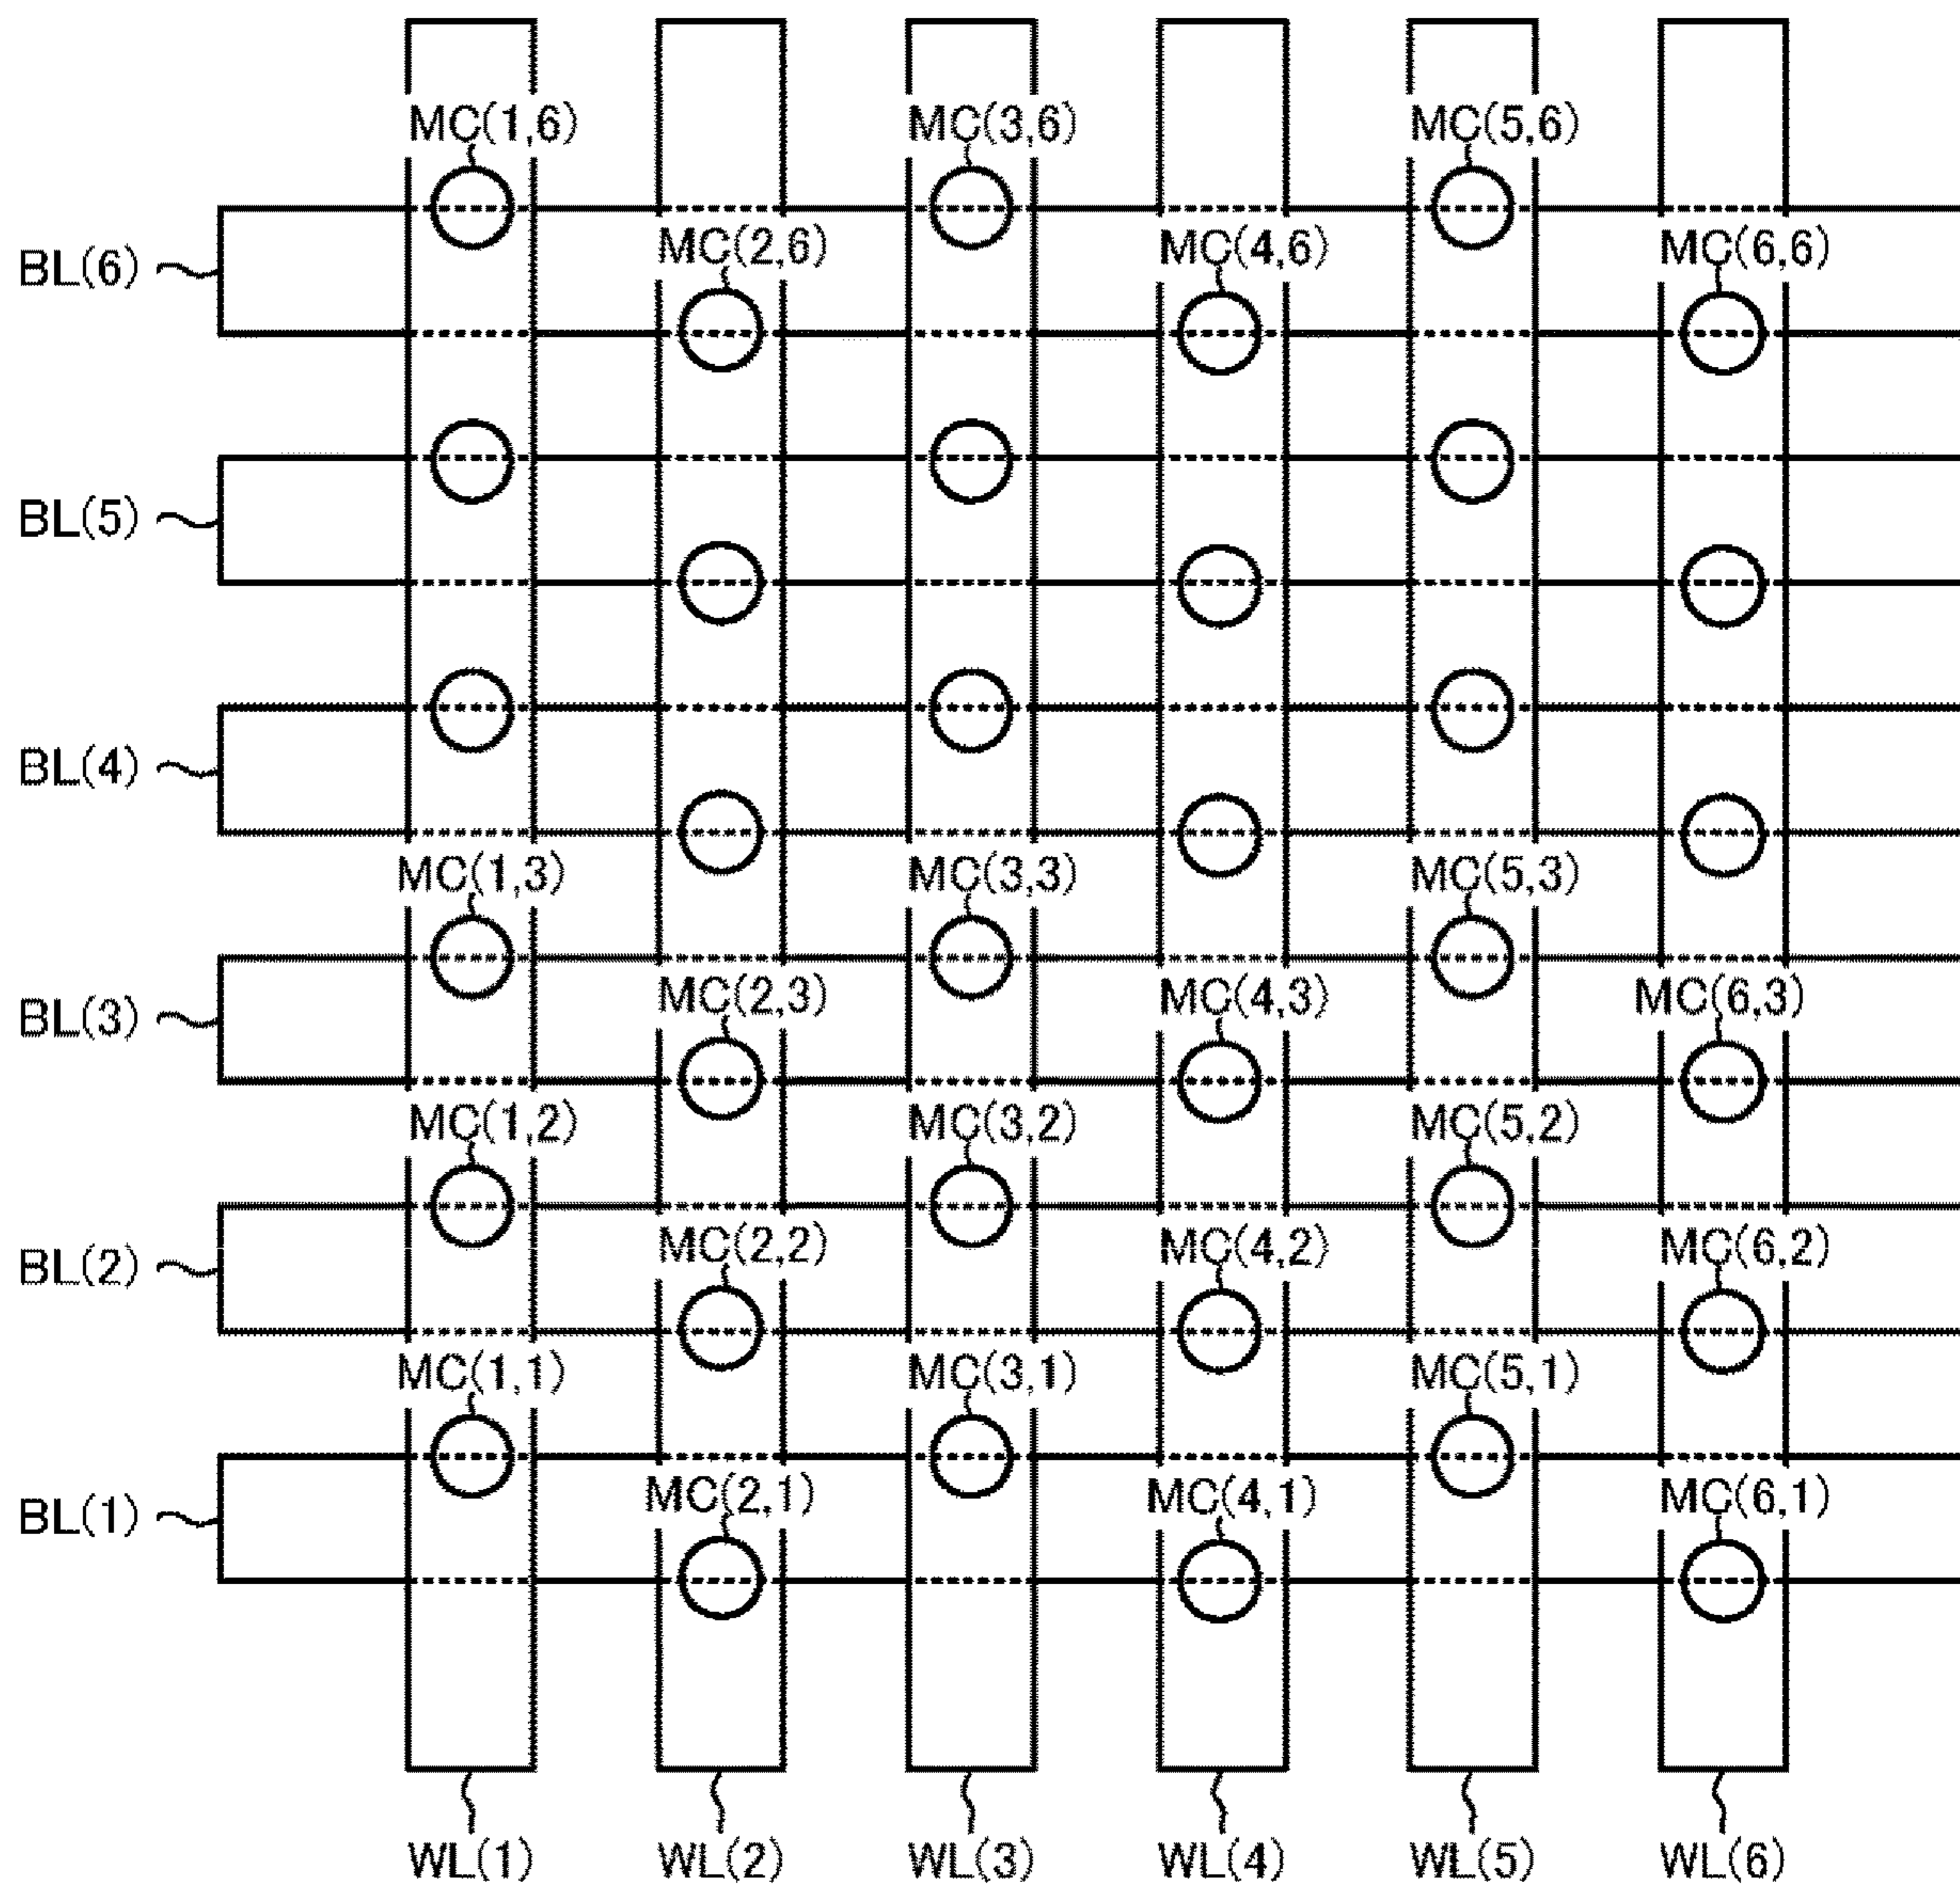 MC(1,6) MC(3,6) MC(5,6)
BL(6) MC(2,6) MC(4,6) MC(6,6)
BL(5)
BL(4)
MC(1,3) MC(3,3) MC(5,3)
BL(3) MC(2,3) MC(4,3) MC(6,3)
MC(1,2) MC(3,2) MC(5,2)
BL(2) MC(2,2) MC(4,2) MC(6,2)
MC(1,1) MC(3,1) MC(5,1)
BL(1) MC(2,1) MC(4,1) MC(6,1)
WL(1) WL(2) WL(3) WL(4) WL(5) WL(6)